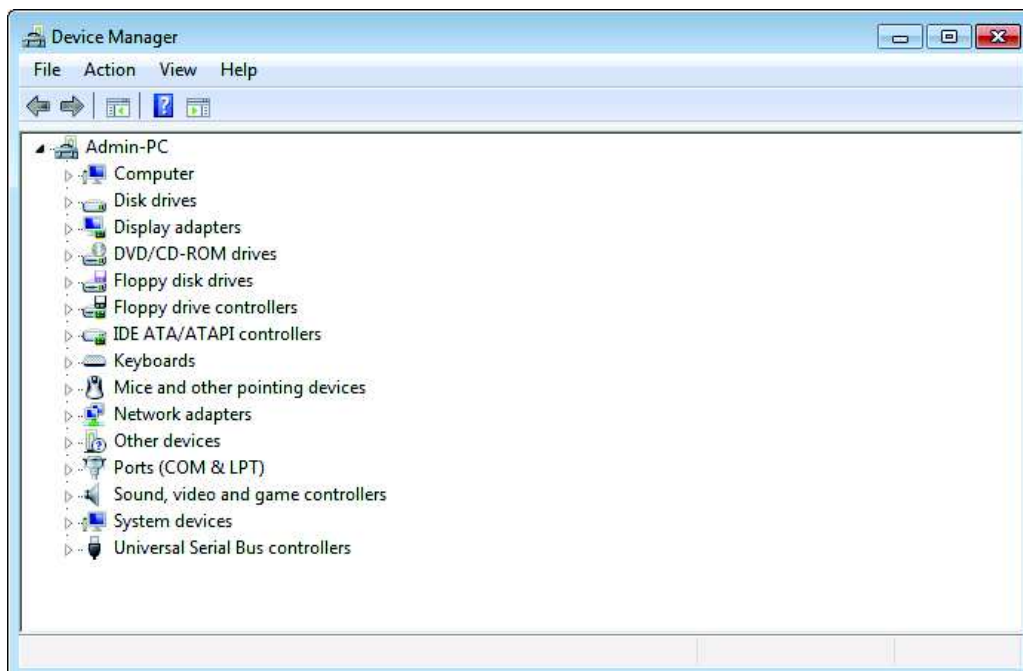 Device Manager
File Action View Help
Admin-PC
Computer
Disk drives
Display adapters
DVD/CD-ROM drives
Floppy disk drives
Floppy drive controllers
IDE ATA/ATAPI controllers
Keyboards
Mice and other pointing devices
Network adapters
Other devices
Ports (COM & LPT)
Sound, video and game controllers
System devices
Universal Serial Bus controllers